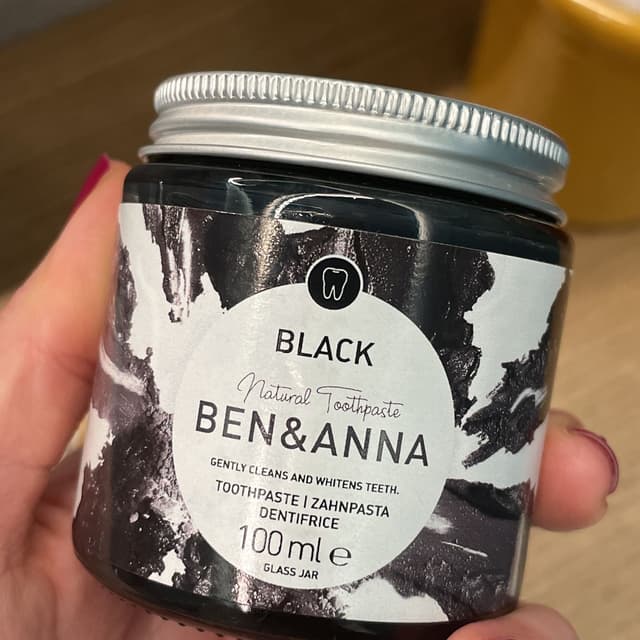 BLACK
Natural Toothpaste
BEN&ANNA
GENTLY CLEANS AND WHITENS TEETH.
TOOTHPASTE | ZAHNPASTA
DENTIFRICE
100 ml ℮
GLASS JAR